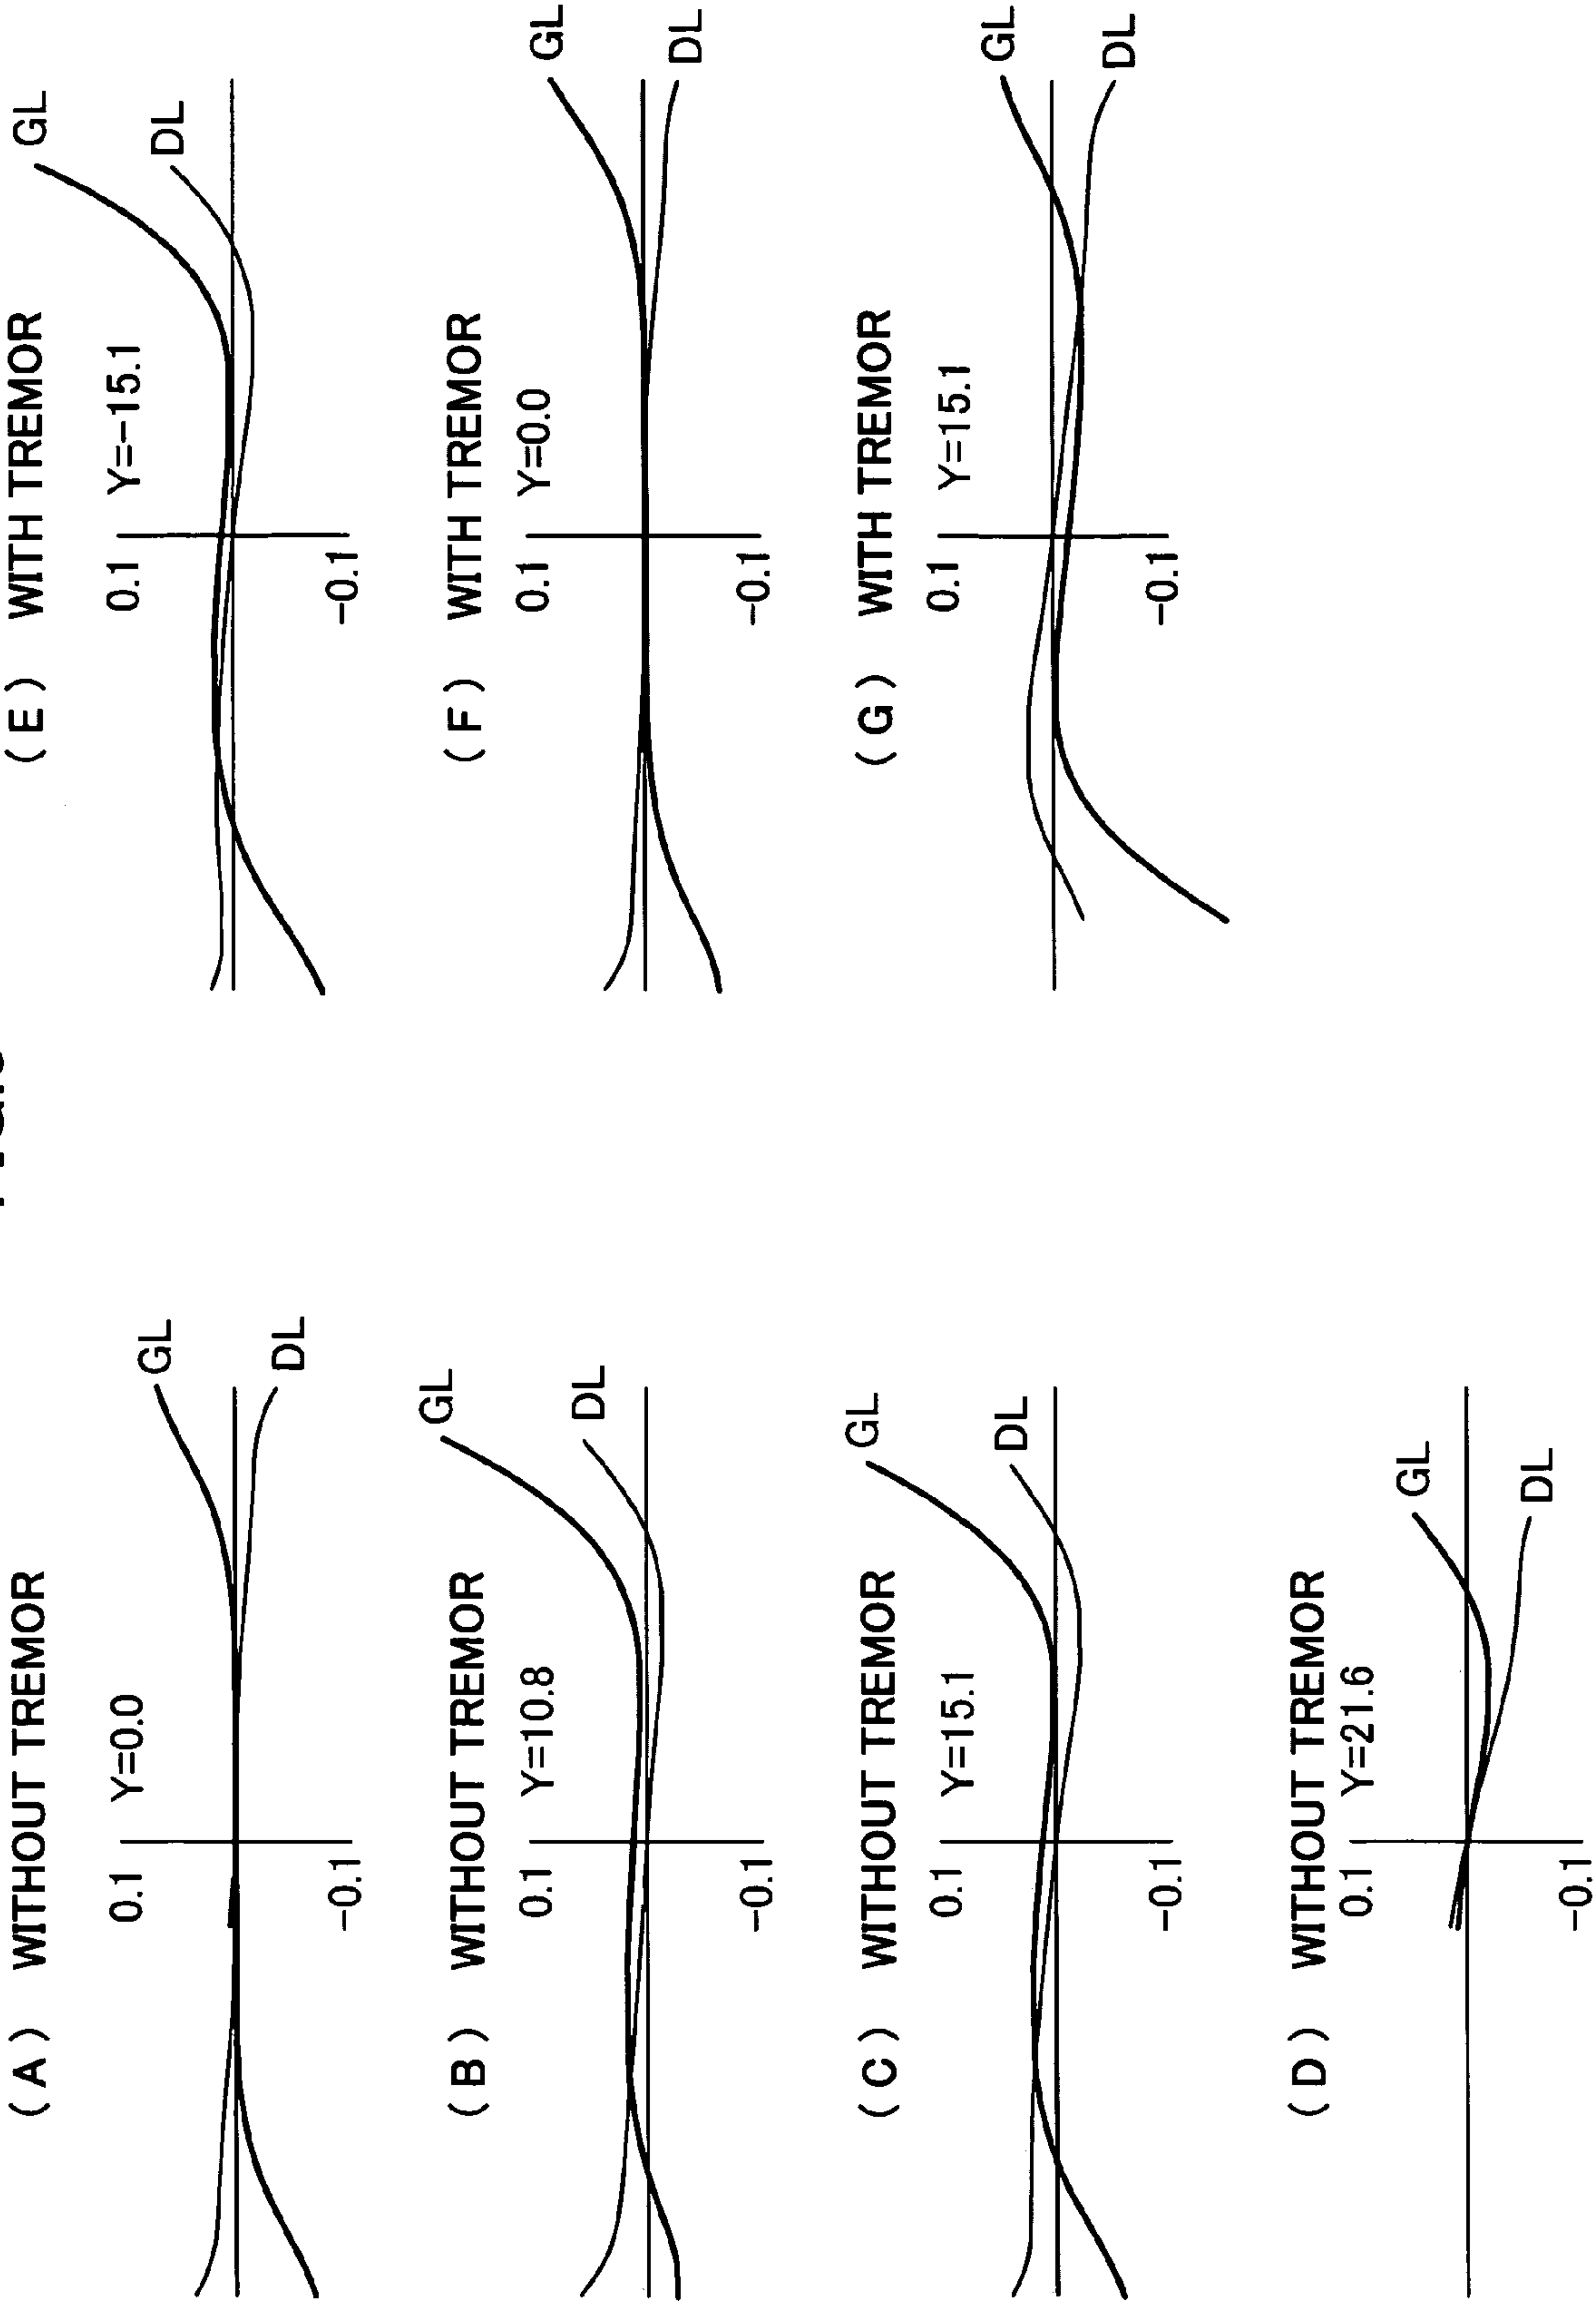 (A) WITHOUT TREMOR
Y=0.0
0.1
-0.1
GL
DL
(B) WITHOUT TREMOR
Y=10.8
0.1
-0.1
GL
DL
(C) WITHOUT TREMOR
Y=15.1
0.1
-0.1
GL
DL
(D) WITHOUT TREMOR
Y=21.6
0.1
-0.1
GL
DL
(E) WITH TREMOR
Y=-15.1
0.1
-0.1
GL
DL
(F) WITH TREMOR
Y=0.0
0.1
-0.1
GL
DL
(G) WITH TREMOR
Y=15.1
0.1
-0.1
GL
DL